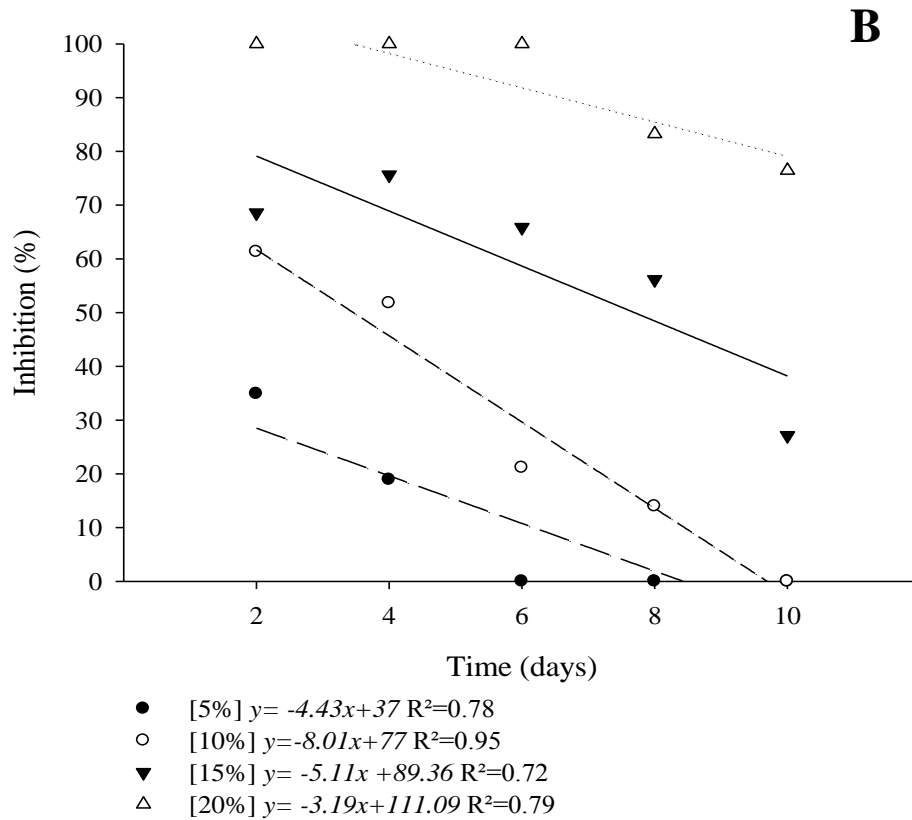 B
100
90
80
70
60
50
40
30
20
10
0
Inhibition (%)
2 4 6 8 10
Time (days)
[5%] y= -4.43x+37 R²=0.78
[10%] y=-8.01x+77 R²=0.95
[15%] y= -5.11x +89.36 R²=0.72
[20%] y= -3.19x+111.09 R²=0.79